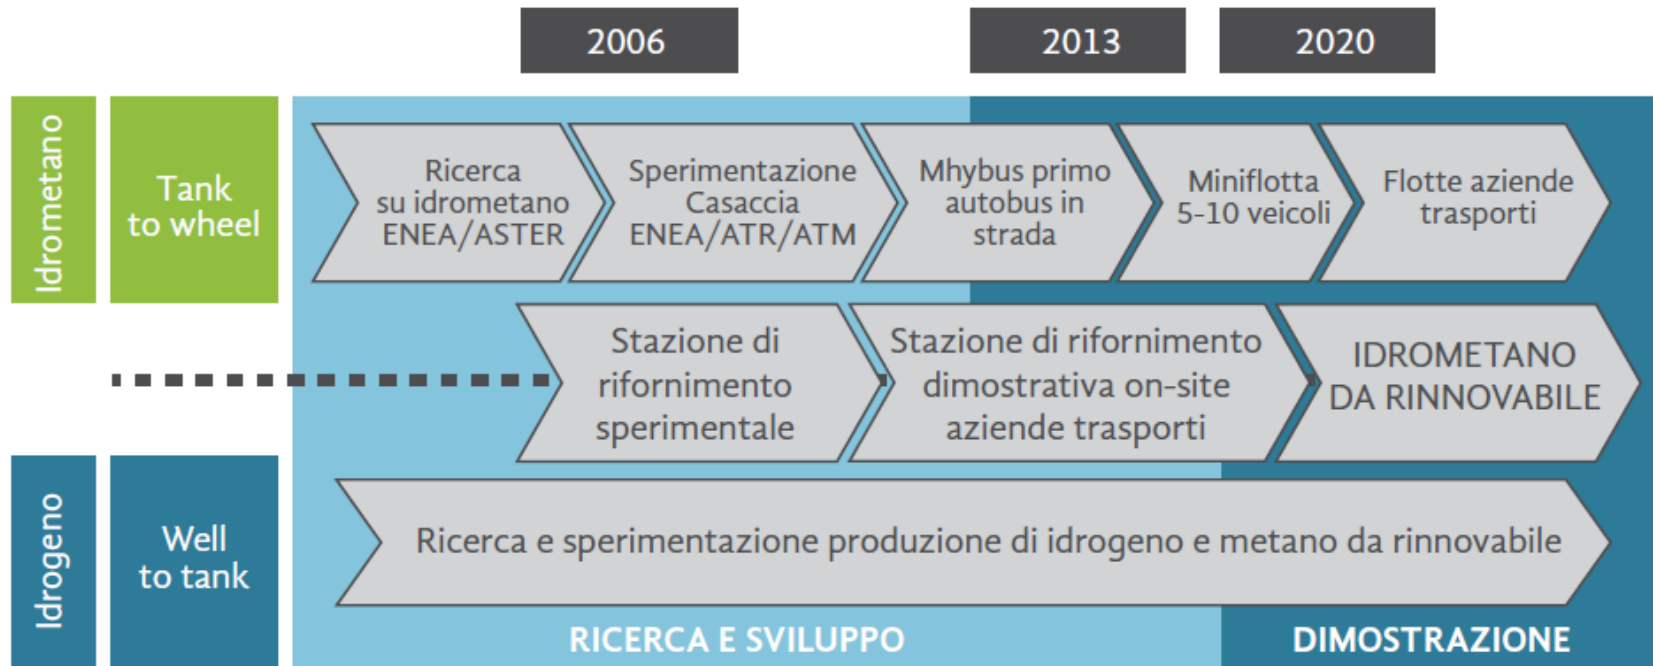 2006
2013
2020
Idrometano
Tank
to wheel
Ricerca
su idrometano
ENEA/ASTER
Sperimentazione
Casaccia
ENEA/ATR/ATM
Mhybus primo
autobus in
strada
Miniflotta
5-10 veicoli
Flotte aziende
trasporti
Stazione di
rifornimento
sperimentale
Stazione di rifornimento
dimostrativa on-site
aziende trasporti
IDROMETANO
DA RINNOVABILE
Idrogeno
Well
to tank
Ricerca e sperimentazione produzione di idrogeno e metano da rinnovabile
RICERCA E SVILUPPO
DIMOSTRAZIONE